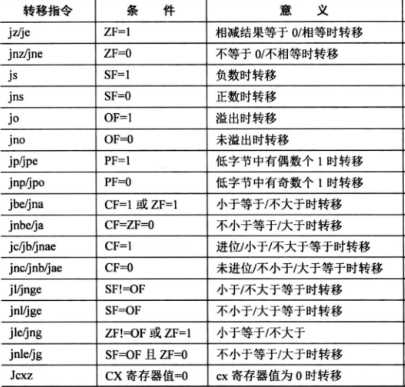 转移指令 条 件 意 义
jz/je ZF=1 相减结果等于 0/相等时转移
jnz/jne ZF=0 不等于 0/不相等时转移
js SF=1 负数时转移
jns SF=0 正数时转移
jo OF=1 溢出时转移
jno OF=0 未溢出时转移
jp/jpe PF=1 低字节中有偶数个 1 时转移
jnp/jpo PF=0 低字节中有奇数个 1 时转移
jbe/jna CF=1 或 ZF=1 小于等于/不大于时转移
jnbe/ja CF=ZF=0 不小于等于/大于时转移
jc/jb/jnae CF=1 进位/小于/不大于等于时转移
jnc/jnb/jae CF=0 未进位/不小于/大于等于时转移
jl/jnge SF!=OF 小于/不大于等于时转移
jnl/jge SF=OF 不小于/大于等于时转移
jle/jng ZF!=OF 或 ZF=1 小于等于/不大于
jnle/jg SF=OF 且 ZF=0 不小于等于/大于时转移
Jcxz CX 寄存器值=0 cx 寄存器值为 0 时转移